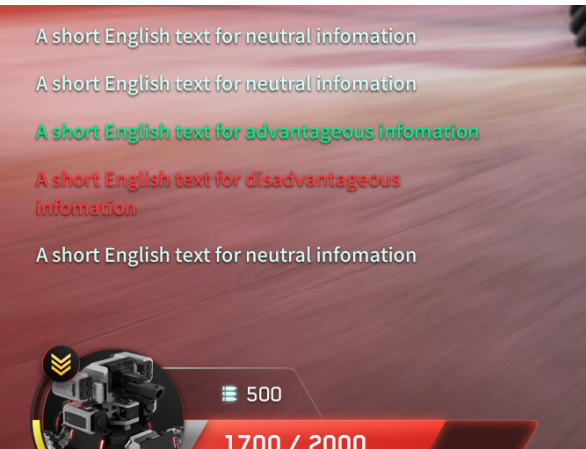 A short English text for neutral infomation
A short English text for neutral infomation
A short English text for advantageous infomation
A short English text for disadvantageous
infomation
A short English text for neutral infomation
500
1700 / 2000